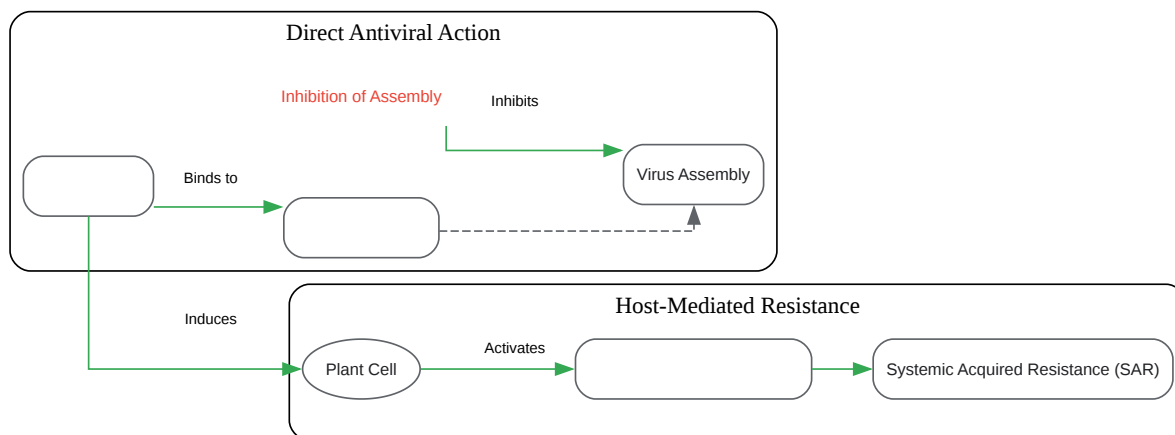 Direct Antiviral Action
Inhibition of Assembly
Inhibits
Virus Assembly
Binds to
Induces
Host-Mediated Resistance
Plant Cell
Activates
Systemic Acquired Resistance (SAR)